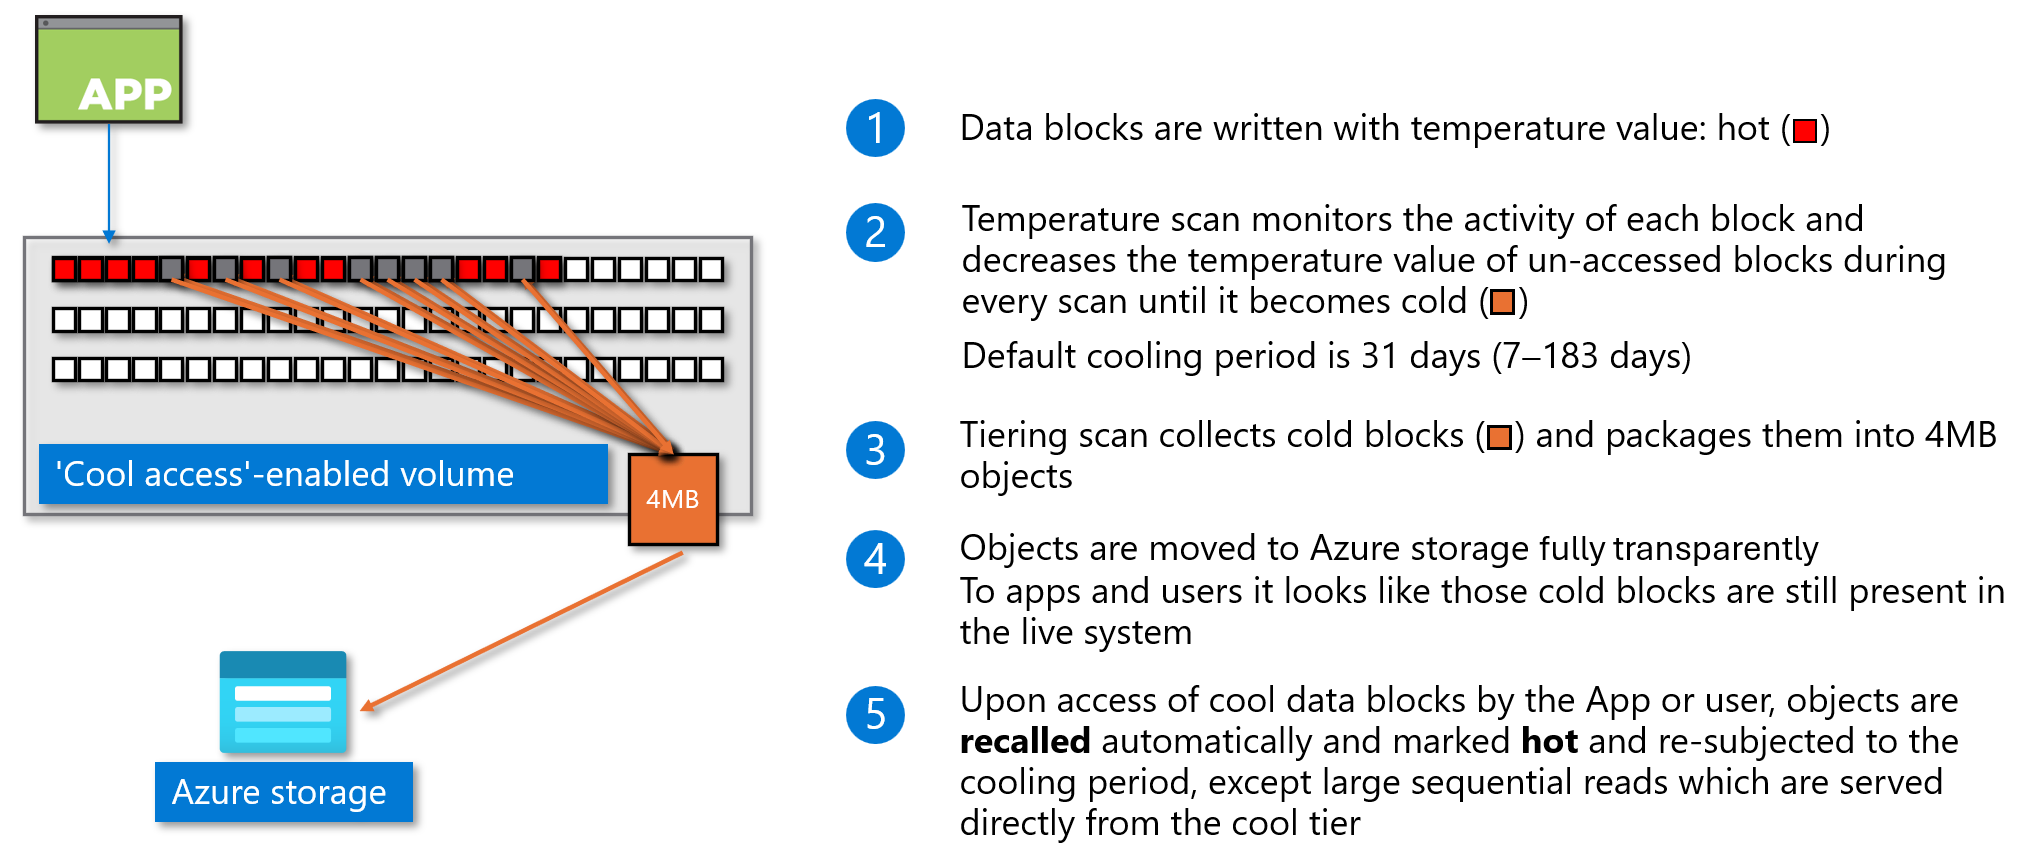 APP
'Cool access'-enabled volume
4MB
Azure storage
1
Data blocks are written with temperature value: hot ( )
2
Temperature scan monitors the activity of each block and
decreases the temperature value of un-accessed blocks during
every scan until it becomes cold ( )
Default cooling period is 31 days (7–183 days)
3
Tiering scan collects cold blocks ( ) and packages them into 4MB
objects
4
Objects are moved to Azure storage fully transparently
To apps and users it looks like those cold blocks are still present in
the live system
5
Upon access of cool data blocks by the App or user, objects are
recalled automatically and marked hot and re-subjected to the
cooling period, except large sequential reads which are served
directly from the cool tier